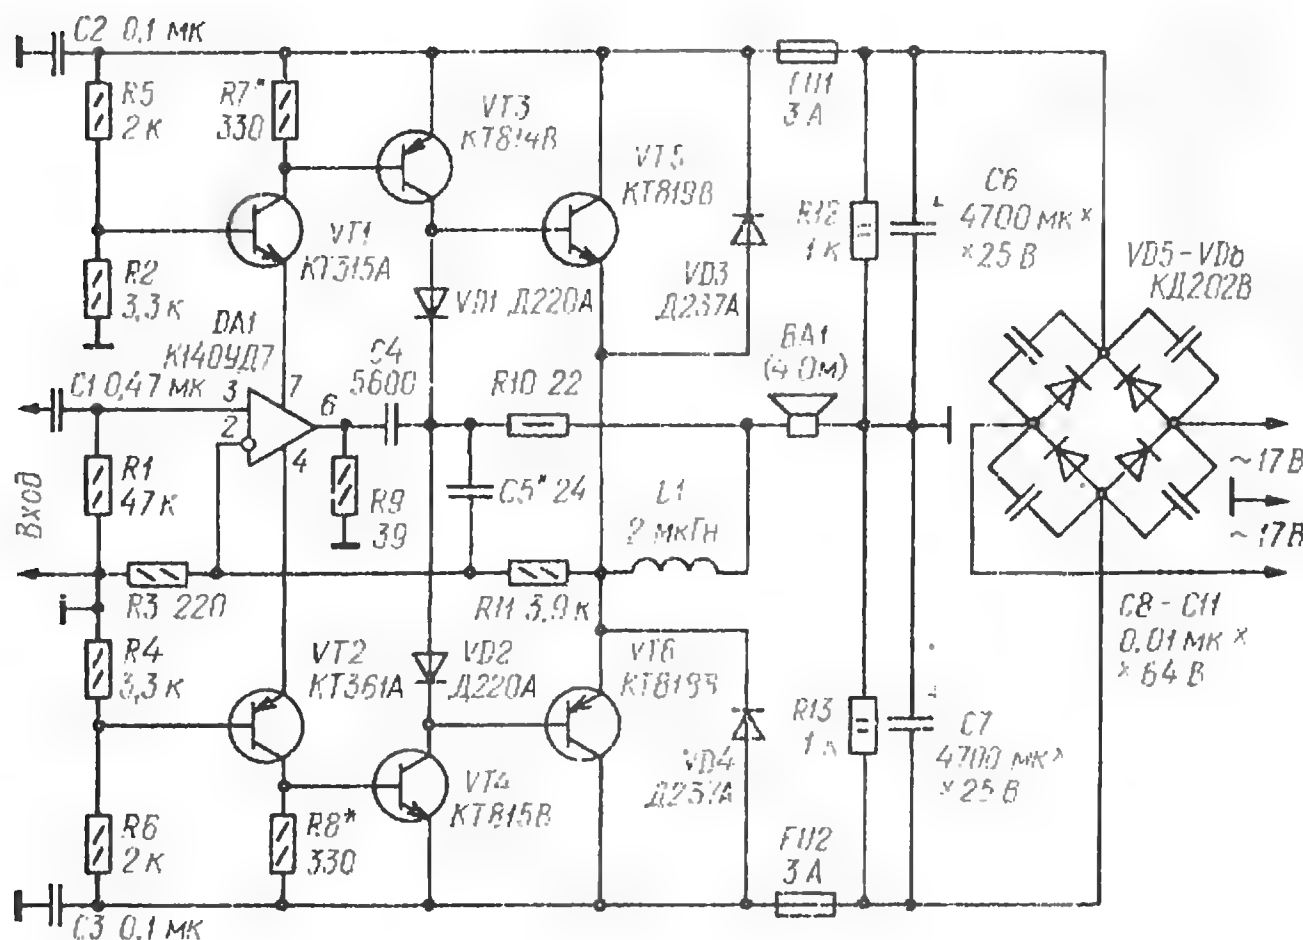 C2 0,1 мк
R5
2 к
R7*
330
VT3
КТ814В
VT5
КТ819В
FU1
3 А
VT1
КТ315А
R2
3,3 к
DA1
К140УД7
C1 0,47 мк
3
7
2
6
4
VD1 Д220А
C4
5600
R10 22
VD3
Д237А
BA1
(4 Ом)
R12
1 к
C6
4700 мк ×
× 25 В
VD5-VD8
КД202В
~17 В
~17 В
Вход
R1
47 к
R9
39
C5* 24
L1
2 мкГн
R3 220
R11 3,9 к
C8 - C11
0,01 мк ×
× 64 В
R4
3,3 к
VT2
КТ361А
VD2
Д220А
VT6
R13
1 к
C7
4700 мк ×
× 25 В
VD4
Д237А
VT4
КТ815В
R6
2 к
R8*
330
FU2
3 А
C3 0,1 мк